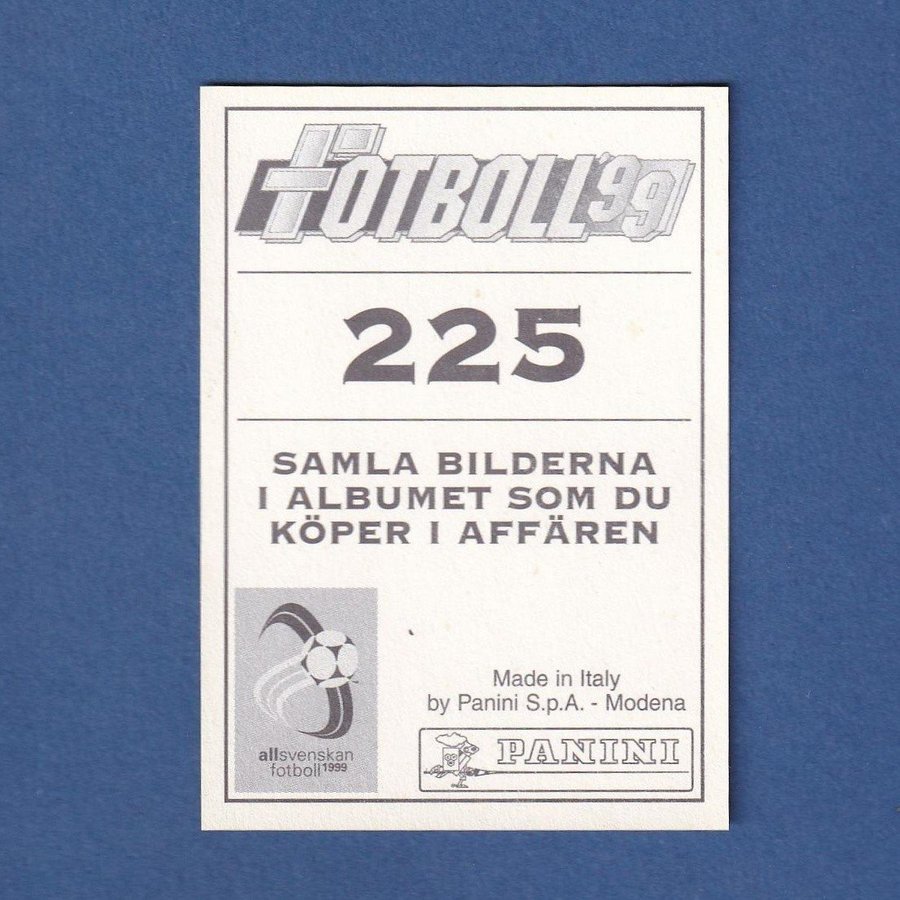 FOTBOLL'99
225
SAMLA BILDERNA
I ALBUMET SOM DU
KÖPER I AFFÄREN
allsvenskan
fotboll 1999
Made in Italy
by Panini S.p.A. - Modena
PANINI